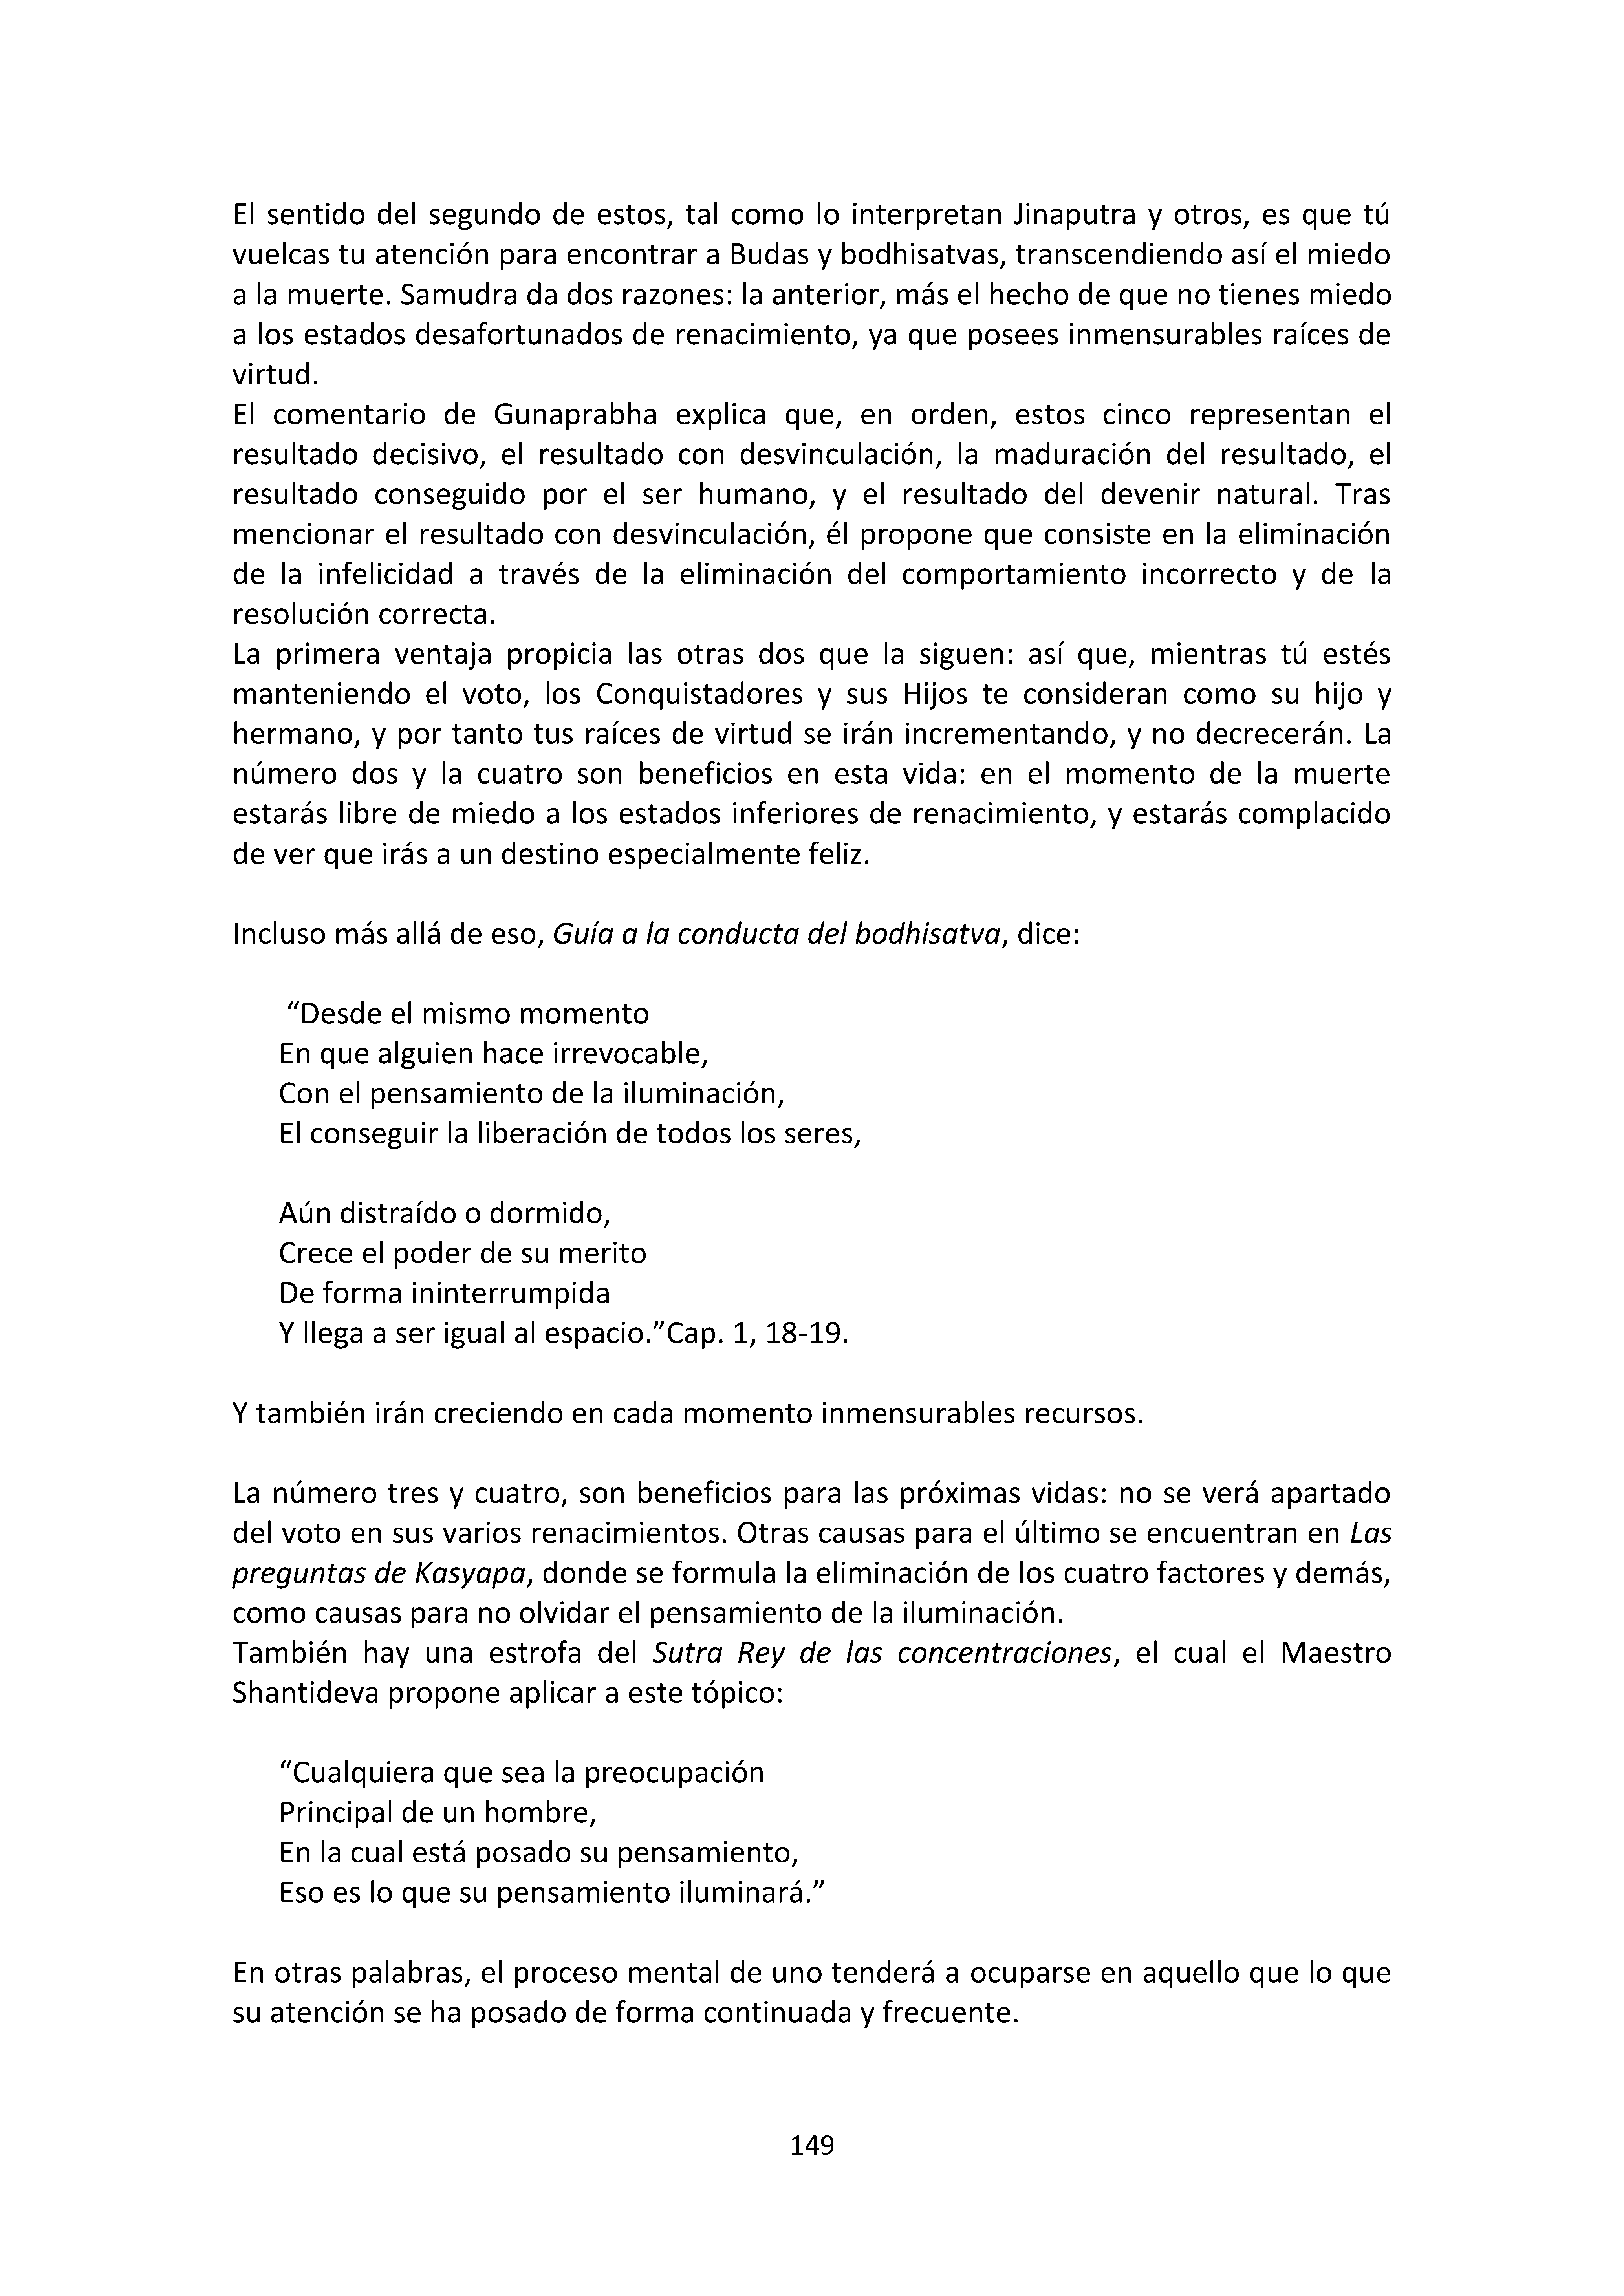 El sentido del segundo de estos, tal como lo interpretan Jinaputra y otros, es que tú
vuelcas tu atención para encontrar a Budas y bodhisatvas, transcendiendo así el miedo
a la muerte. Samudra da dos razones: la anterior, más el hecho de que no tienes miedo
a los estados desafortunados de renacimiento, ya que posees inmensurables raíces de
virtud.
El comentario de Gunaprabha explica que, en orden, estos cinco representan el
resultado decisivo, el resultado con desvinculación, la maduración del resultado, el
resultado conseguido por el ser humano, y el resultado del devenir natural. Tras
mencionar el resultado con desvinculación, él propone que consiste en la eliminación
de la infelicidad a través de la eliminación del comportamiento incorrecto y de la
resolución correcta.
La primera ventaja propicia las otras dos que la siguen: así que, mientras tú estés
manteniendo el voto, los Conquistadores y sus Hijos te consideran como su hijo y
hermano, y por tanto tus raíces de virtud se irán incrementando, y no decrecerán. La
número dos y la cuatro son beneficios en esta vida: en el momento de la muerte
estarás libre de miedo a los estados inferiores de renacimiento, y estarás complacido
de ver que irás a un destino especialmente feliz.
Incluso más allá de eso, Guía a la conducta del bodhisatva, dice:
“Desde el mismo momento
En que alguien hace irrevocable,
Con el pensamiento de la iluminación,
El conseguir la liberación de todos los seres,
Aún distraído o dormido,
Crece el poder de su merito
De forma ininterrumpida
Y llega a ser igual al espacio.”Cap. 1, 18-19.
Y también irán creciendo en cada momento inmensurables recursos.
La número tres y cuatro, son beneficios para las próximas vidas: no se verá apartado
del voto en sus varios renacimientos. Otras causas para el último se encuentran en Las
preguntas de Kasyapa, donde se formula la eliminación de los cuatro factores y demás,
como causas para no olvidar el pensamiento de la iluminación.
También hay una estrofa del Sutra Rey de las concentraciones, el cual el Maestro
Shantideva propone aplicar a este tópico:
“Cualquiera que sea la preocupación
Principal de un hombre,
En la cual está posado su pensamiento,
Eso es lo que su pensamiento iluminará.”
En otras palabras, el proceso mental de uno tenderá a ocuparse en aquello que lo que
su atención se ha posado de forma continuada y frecuente.
149